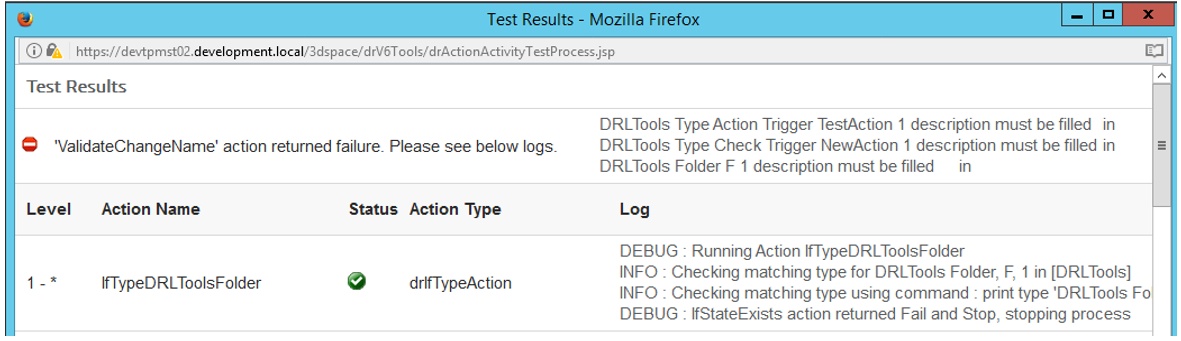 Test Results - Mozilla Firefox
https://devtpmst02.development.local/3dspace/drV6Tools/drActionActivityTestProcess.jsp
Test Results
'ValidateChangeName' action returned failure. Please see below logs.
DRLTools Type Action Trigger TestAction 1 description must be filled in
DRLTools Type Check Trigger NewAction 1 description must be filled in
DRLTools Folder F 1 description must be filled in
Level Action Name Status Action Type Log
1 - * IfTypeDRLToolsFolder drIfTypeAction
DEBUG : Running Action IfTypeDRLToolsFolder
INFO : Checking matching type for DRLTools Folder, F, 1 in [DRLTools]
INFO : Checking matching type using command : print type 'DRLTools Fo
DEBUG : IfStateExists action returned Fail and Stop, stopping process